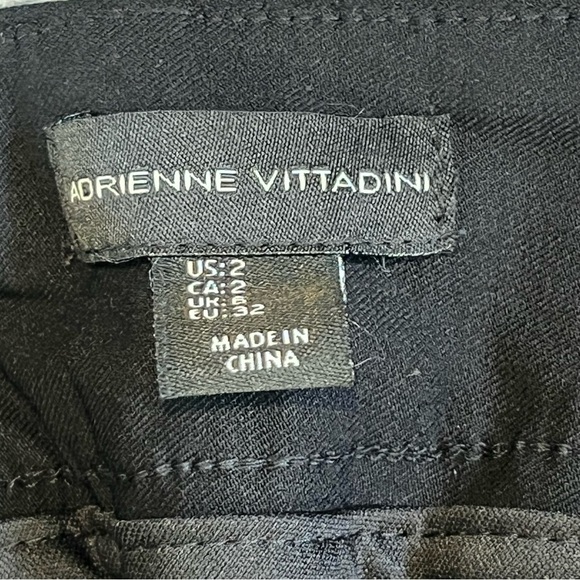 ADRIENNE VITTADINI
US: 2
CA: 2
UK: 6
EU: 32
MADE IN
CHINA